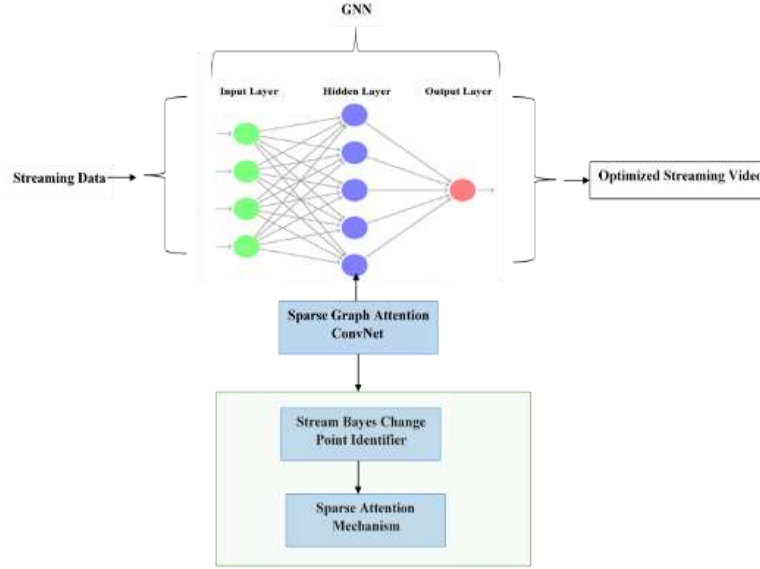 GNN
Input Layer
Hidden Layer
Output Layer
Streaming Data
Optimized Streaming Video
Sparse Graph Attention
ConvNet
Stream Bayes Change
Point Identifier
Sparse Attention
Mechanism